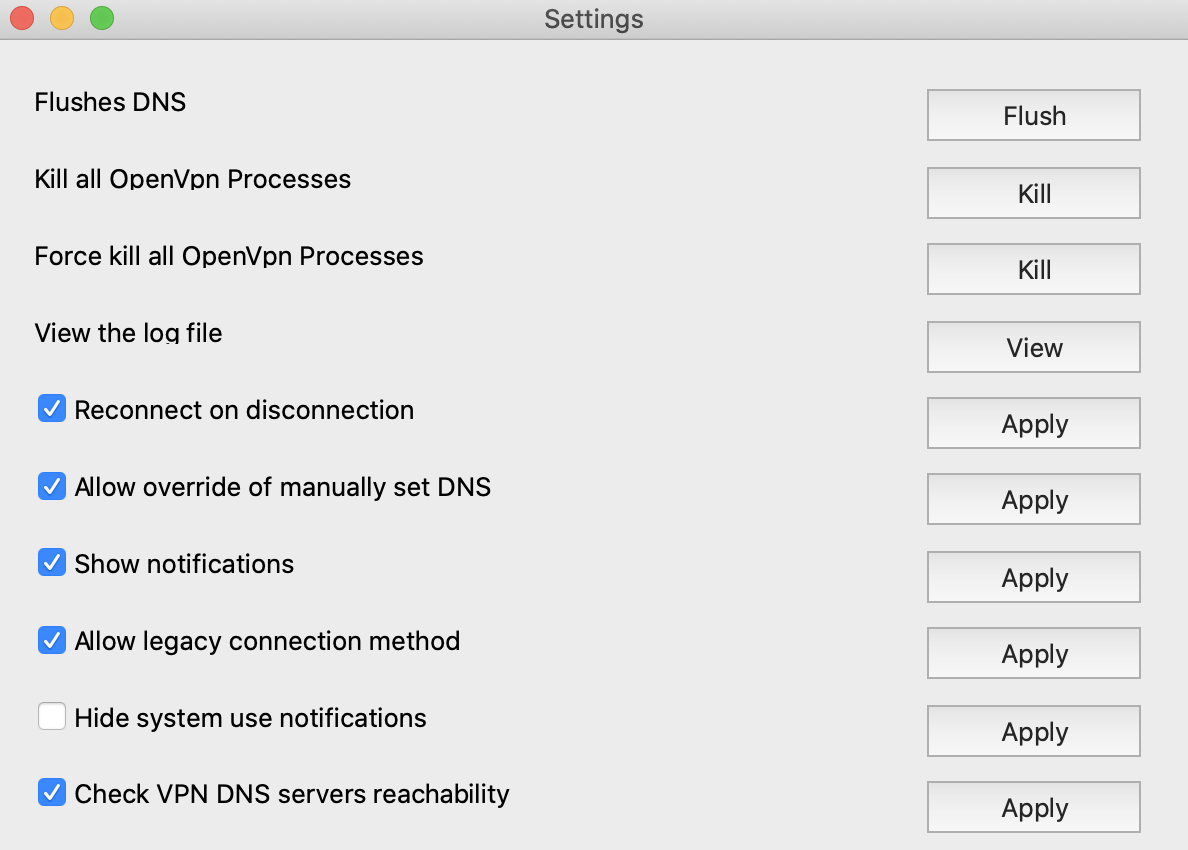 Settings
Flushes DNS
Flush
Kill all OpenVpn Processes
Kill
Force kill all OpenVpn Processes
Kill
View the log file
View
Reconnect on disconnection
Apply
Allow override of manually set DNS
Apply
Show notifications
Apply
Allow legacy connection method
Apply
Hide system use notifications
Apply
Check VPN DNS servers reachability
Apply